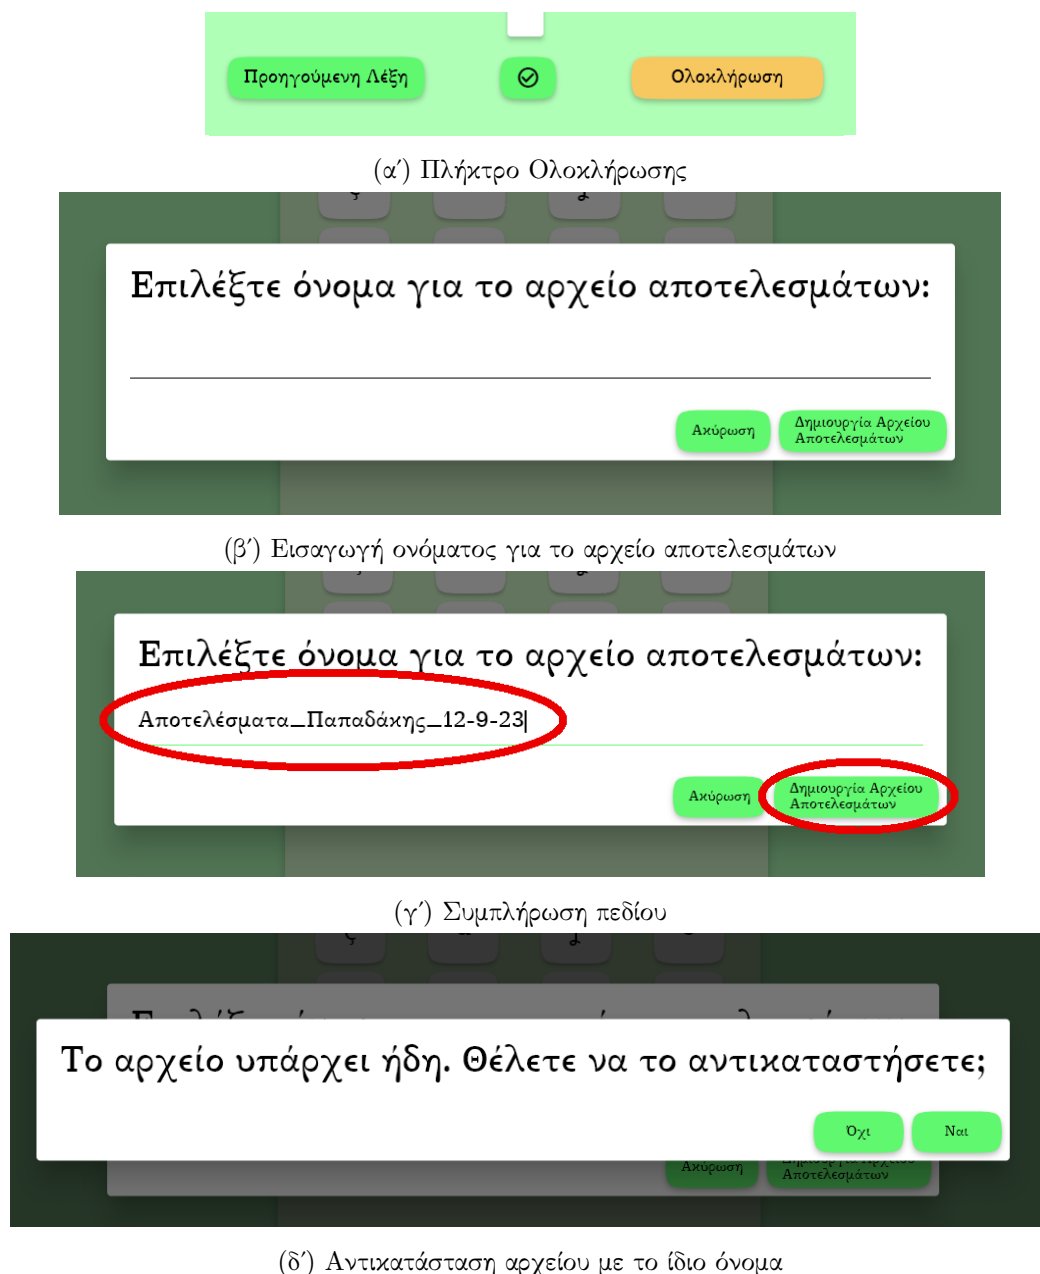 Προηγούμενη Λέξη
Ολοκλήρωση
(α΄) Πλήκτρο Ολοκλήρωσης
Επιλέξτε όνομα για το αρχείο αποτελεσμάτων:
Ακύρωση
Δημιουργία Αρχείου
Αποτελεσμάτων
(β΄) Εισαγωγή ονόματος για το αρχείο αποτελεσμάτων
Επιλέξτε όνομα για το αρχείο αποτελεσμάτων:
Αποτελέσματα_Παπαδάκης_12-9-23
Ακύρωση
Δημιουργία Αρχείου
Αποτελεσμάτων
(γ΄) Συμπλήρωση πεδίου
Το αρχείο υπάρχει ήδη. Θέλετε να το αντικαταστήσετε;
Όχι
Ναι
Ακύρωση
Αποτελεσμάτων
(δ΄) Αντικατάσταση αρχείου με το ίδιο όνομα